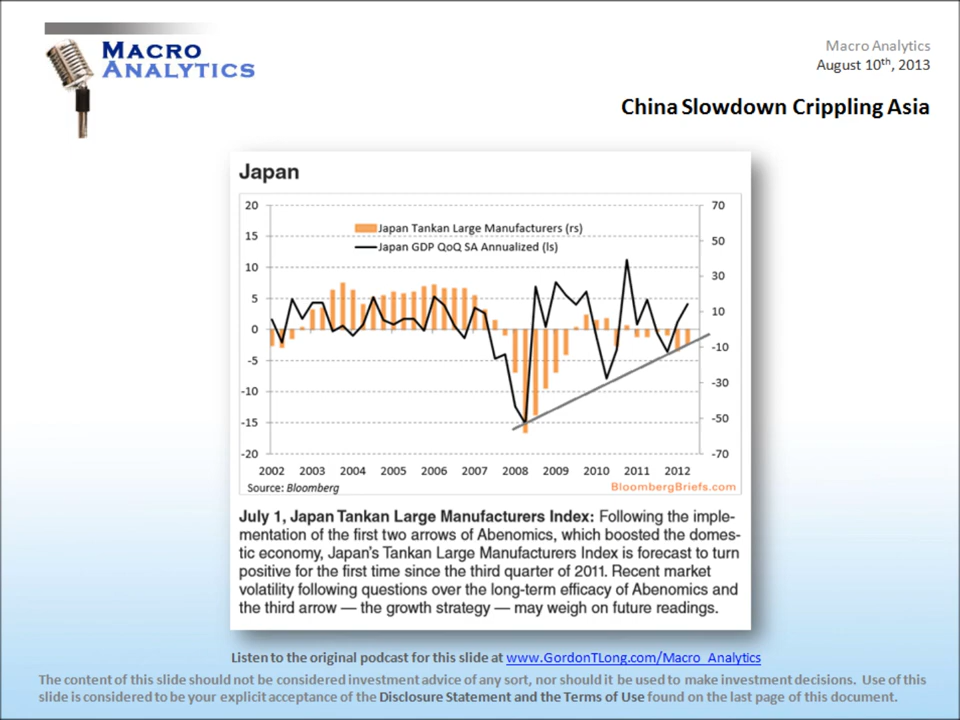 MACRO
ANALYTICS
Macro Analytics
August 10th, 2013
China Slowdown Crippling Asia
Japan
20
15
10
5
0
-5
-10
-15
-20
70
50
30
10
-10
-30
-50
-70
Japan Tankan Large Manufacturers (rs)
Japan GDP QoQ SA Annualized (ls)
2002 2003 2004 2005 2006 2007 2008 2009 2010 2011 2012
Source: Bloomberg
BloombergBriefs.com
July 1, Japan Tankan Large Manufacturers Index: Following the imple-
mentation of the first two arrows of Abenomics, which boosted the domes-
tic economy, Japan's Tankan Large Manufacturers Index is forecast to turn
positive for the first time since the third quarter of 2011. Recent market
volatility following questions over the long-term efficacy of Abenomics and
the third arrow — the growth strategy — may weigh on future readings.
Listen to the original podcast for this slide at www.GordonTLong.com/Macro_Analytics
The content of this slide should not be considered investment advice of any sort, nor should it be used to make investment decisions. Use of this
slide is considered to be your explicit acceptance of the Disclosure Statement and the Terms of Use found on the last page of this document.